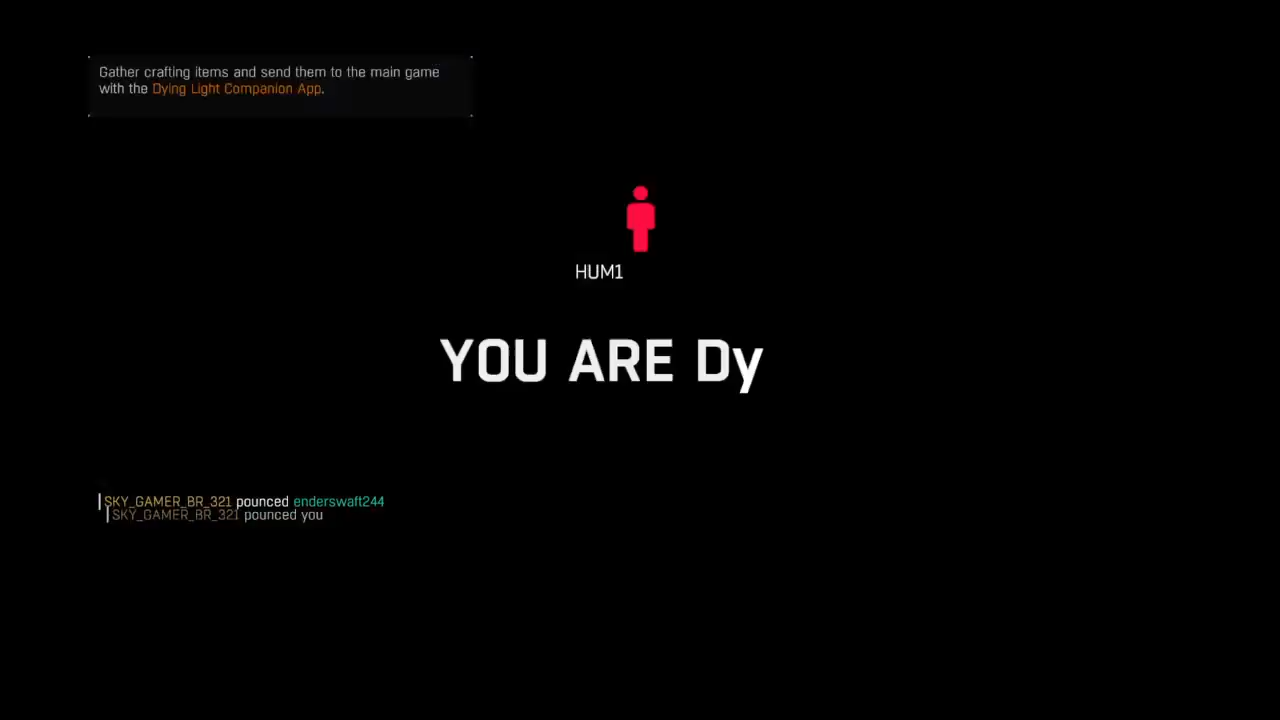 Gather crafting items and send them to the main game
with the Dying Light Companion App.
HUM1
YOU ARE Dy
SKY_GAMER_BR_321 pounced enderswaft244
SKY_GAMER_BR_321 pounced you